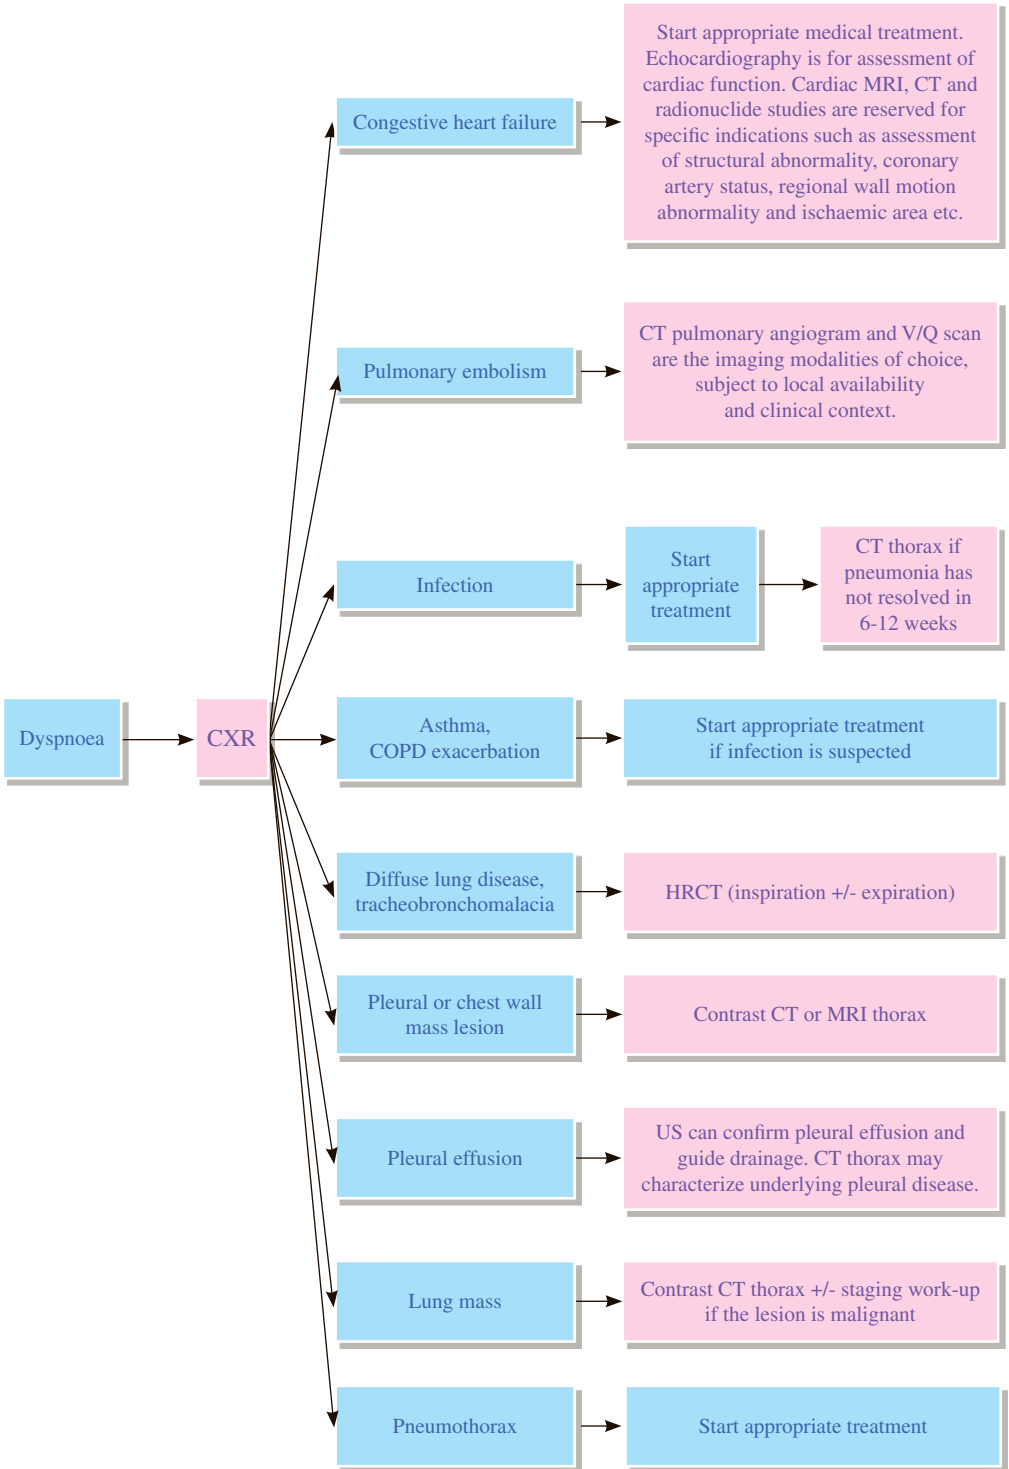 Dyspnoea
CXR
Congestive heart failure
Start appropriate medical treatment.
Echocardiography is for assessment of
cardiac function. Cardiac MRI, CT and
radionuclide studies are reserved for
specific indications such as assessment
of structural abnormality, coronary
artery status, regional wall motion
abnormality and ischaemic area etc.
Pulmonary embolism
CT pulmonary angiogram and V/Q scan
are the imaging modalities of choice,
subject to local availability
and clinical context.
Infection
Start
appropriate
treatment
CT thorax if
pneumonia has
not resolved in
6-12 weeks
Asthma,
COPD exacerbation
Start appropriate treatment
if infection is suspected
Diffuse lung disease,
tracheobronchomalacia
HRCT (inspiration +/- expiration)
Pleural or chest wall
mass lesion
Contrast CT or MRI thorax
Pleural effusion
US can confirm pleural effusion and
guide drainage. CT thorax may
characterize underlying pleural disease.
Lung mass
Contrast CT thorax +/- staging work-up
if the lesion is malignant
Pneumothorax
Start appropriate treatment